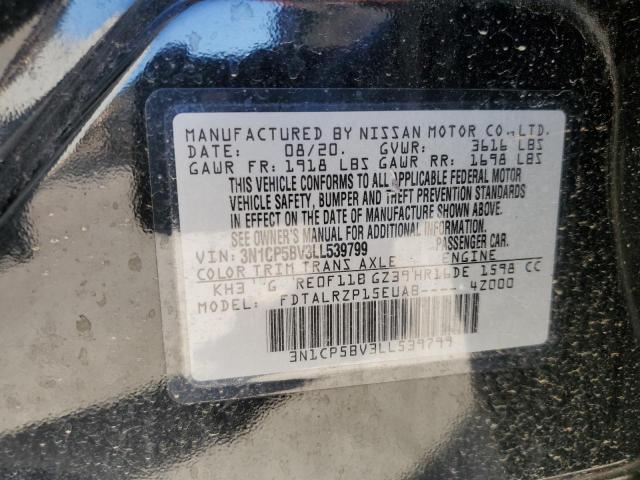 MANUFACTURED BY NISSAN MOTOR CO., LTD.
DATE: 08/20. GVWR: 3616 LBS
GAWR FR: 1918 LBS GAWR RR: 1698 LBS
THIS VEHICLE CONFORMS TO ALL APPLICABLE FEDERAL MOTOR
VEHICLE SAFETY, BUMPER AND THEFT PREVENTION STANDARDS
IN EFFECT ON THE DATE OF MANUFACTURE SHOWN ABOVE.
SEE OWNER'S MANUAL FOR ADDITIONAL INFORMATION.
VIN: 3N1CP5BV3LL539799 PASSENGER CAR.
COLOR TRIM TRANS AXLE ENGINE
KH3 G RE0F11B GZ39 HR16DE 1598 CC
MODEL: FDTALRZP15EUAB---- 4Z000
3N1CP5BV3LL539799